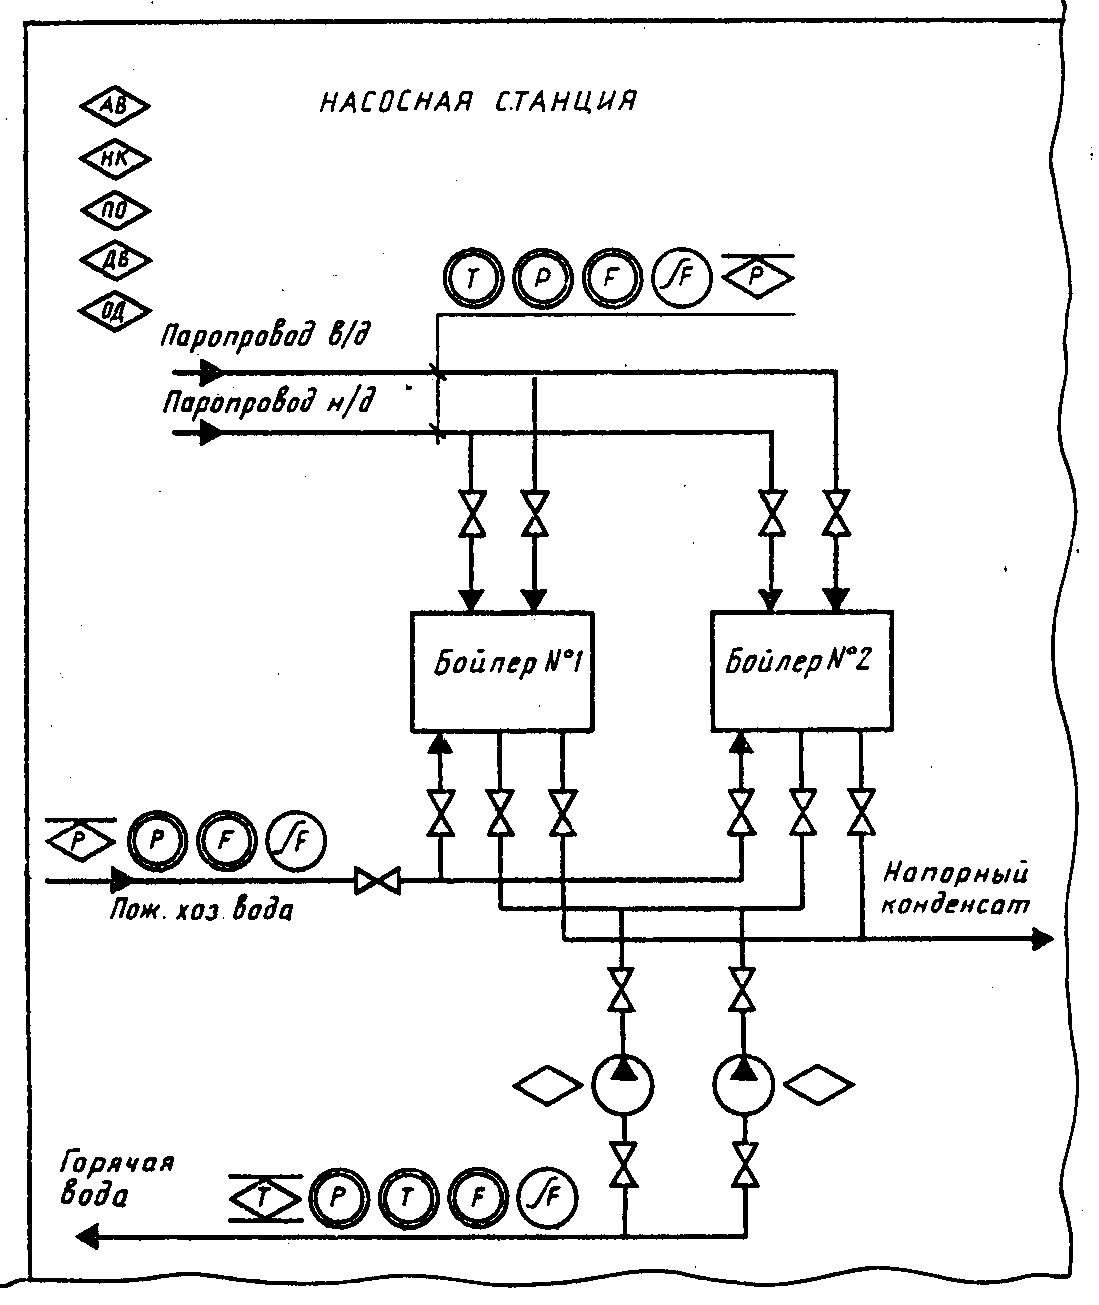 НАСОСНАЯ СТАНЦИЯ
АВ
НК
ПО
ДВ
ОД
T P F ∫F P
Паропровод в/д
Паропровод н/д
Бойлер №1
Бойлер №2
P P F ∫F
Пож. хоз. вода
Напорный
конденсат
Горячая
вода
T P T F ∫F